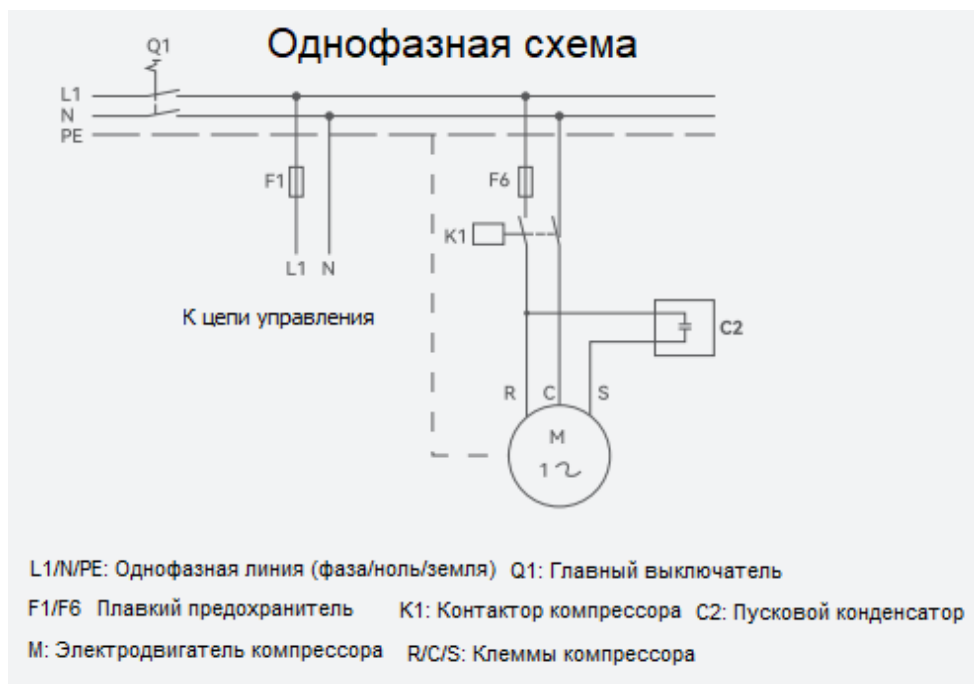 Однофазная схема
Q1
L1
N
PE
F1
F6
K1
L1 N
К цепи управления
C2
R C S
M
1
L1/N/PE: Однофазная линия (фаза/ноль/земля) Q1: Главный выключатель
F1/F6 Плавкий предохранитель K1: Контактор компрессора C2: Пусковой конденсатор
M: Электродвигатель компрессора R/C/S: Клеммы компрессора